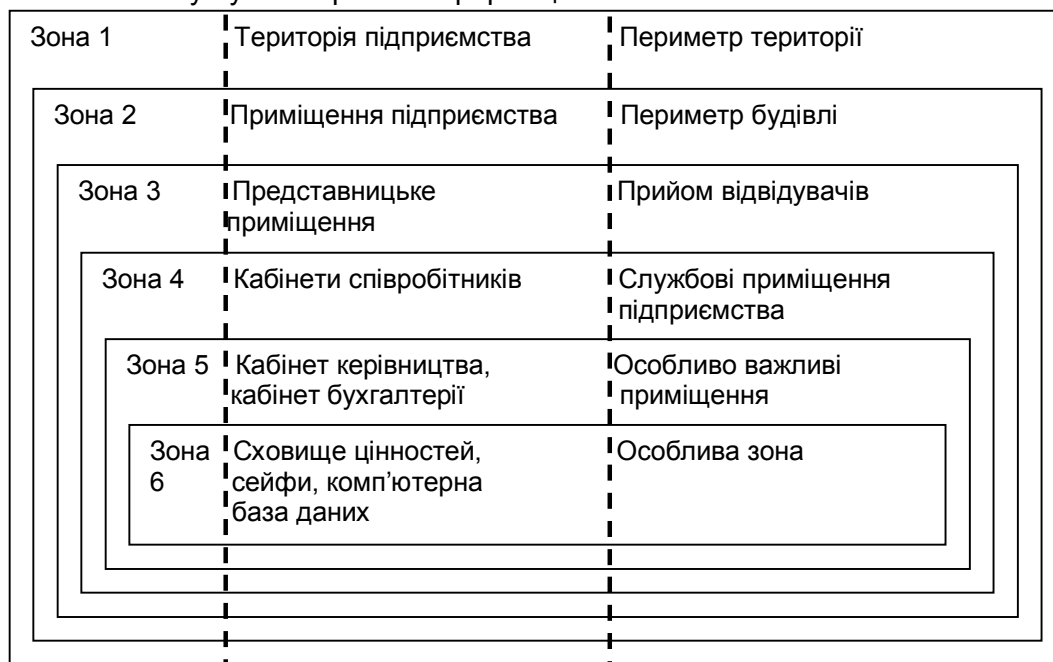 Зона 1 Територія підприємства Периметр території
Зона 2 Приміщення підприємства Периметр будівлі
Зона 3 Представницьке Прийом відвідувачів
приміщення
Зона 4 Кабінети співробітників Службові приміщення
підприємства
Зона 5 Кабінет керівництва, Особливо важливі
кабінет бухгалтерії приміщення
Зона Сховище цінностей, Особлива зона
6 сейфи, комп’ютерна
база даних